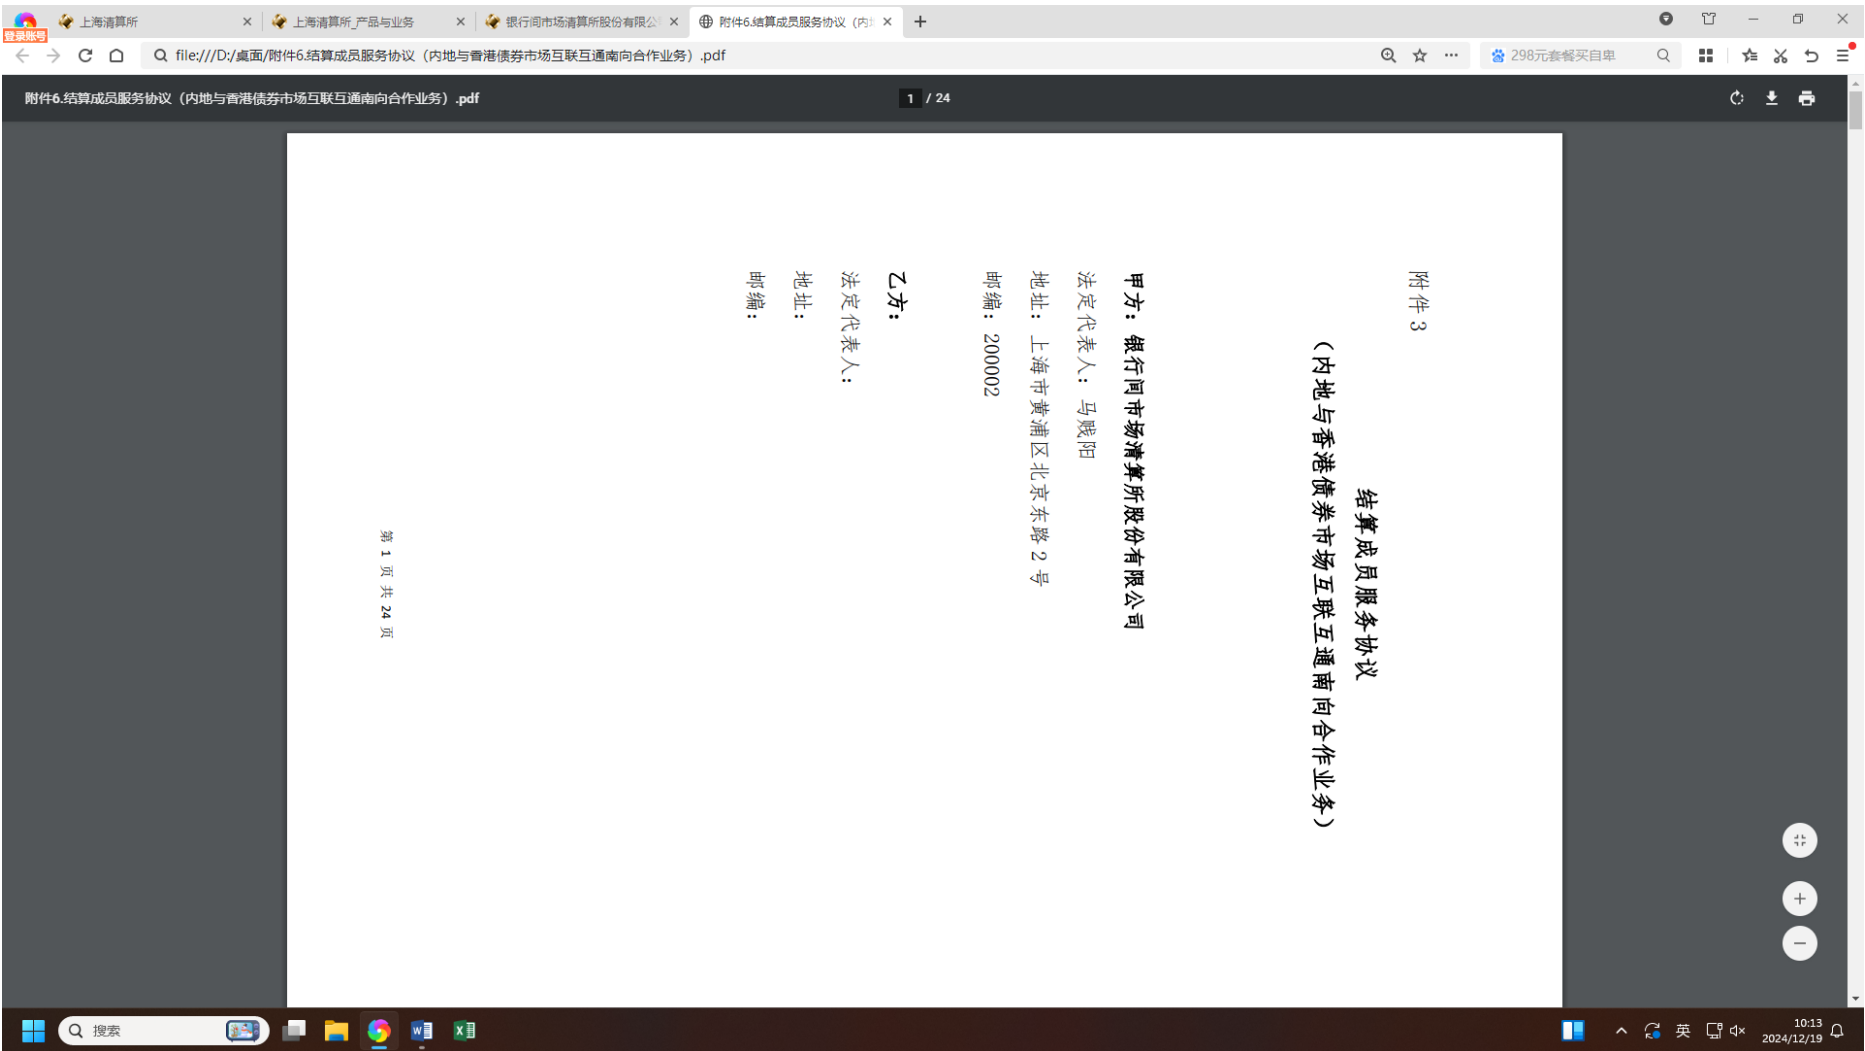 上海清算所
上海清算所_产品与业务
银行间市场清算所股份有限公
附件6.结算成员服务协议（内
登录账号
file:///D:/桌面/附件6.结算成员服务协议（内地与香港债券市场互联互通南向合作业务）.pdf
298元套餐买自卑
附件6.结算成员服务协议（内地与香港债券市场互联互通南向合作业务）.pdf
1 / 24
附件 3
结算成员服务协议
（内地与香港债券市场互联互通南向合作业务）
甲方：银行间市场清算所股份有限公司
法定代表人：马贱阳
地址：上海市黄浦区北京东路 2 号
邮编：200002
乙方：
法定代表人：
地址：
邮编：
第 1 页 共 24 页
搜索
英
10:13
2024/12/19